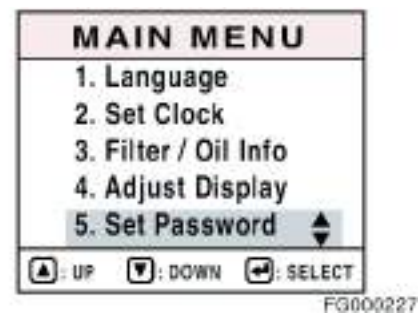 MAIN MENU
1. Language
2. Set Clock
3. Filter / Oil Info
4. Adjust Display
5. Set Password
: UP : DOWN : SELECT
FG000227